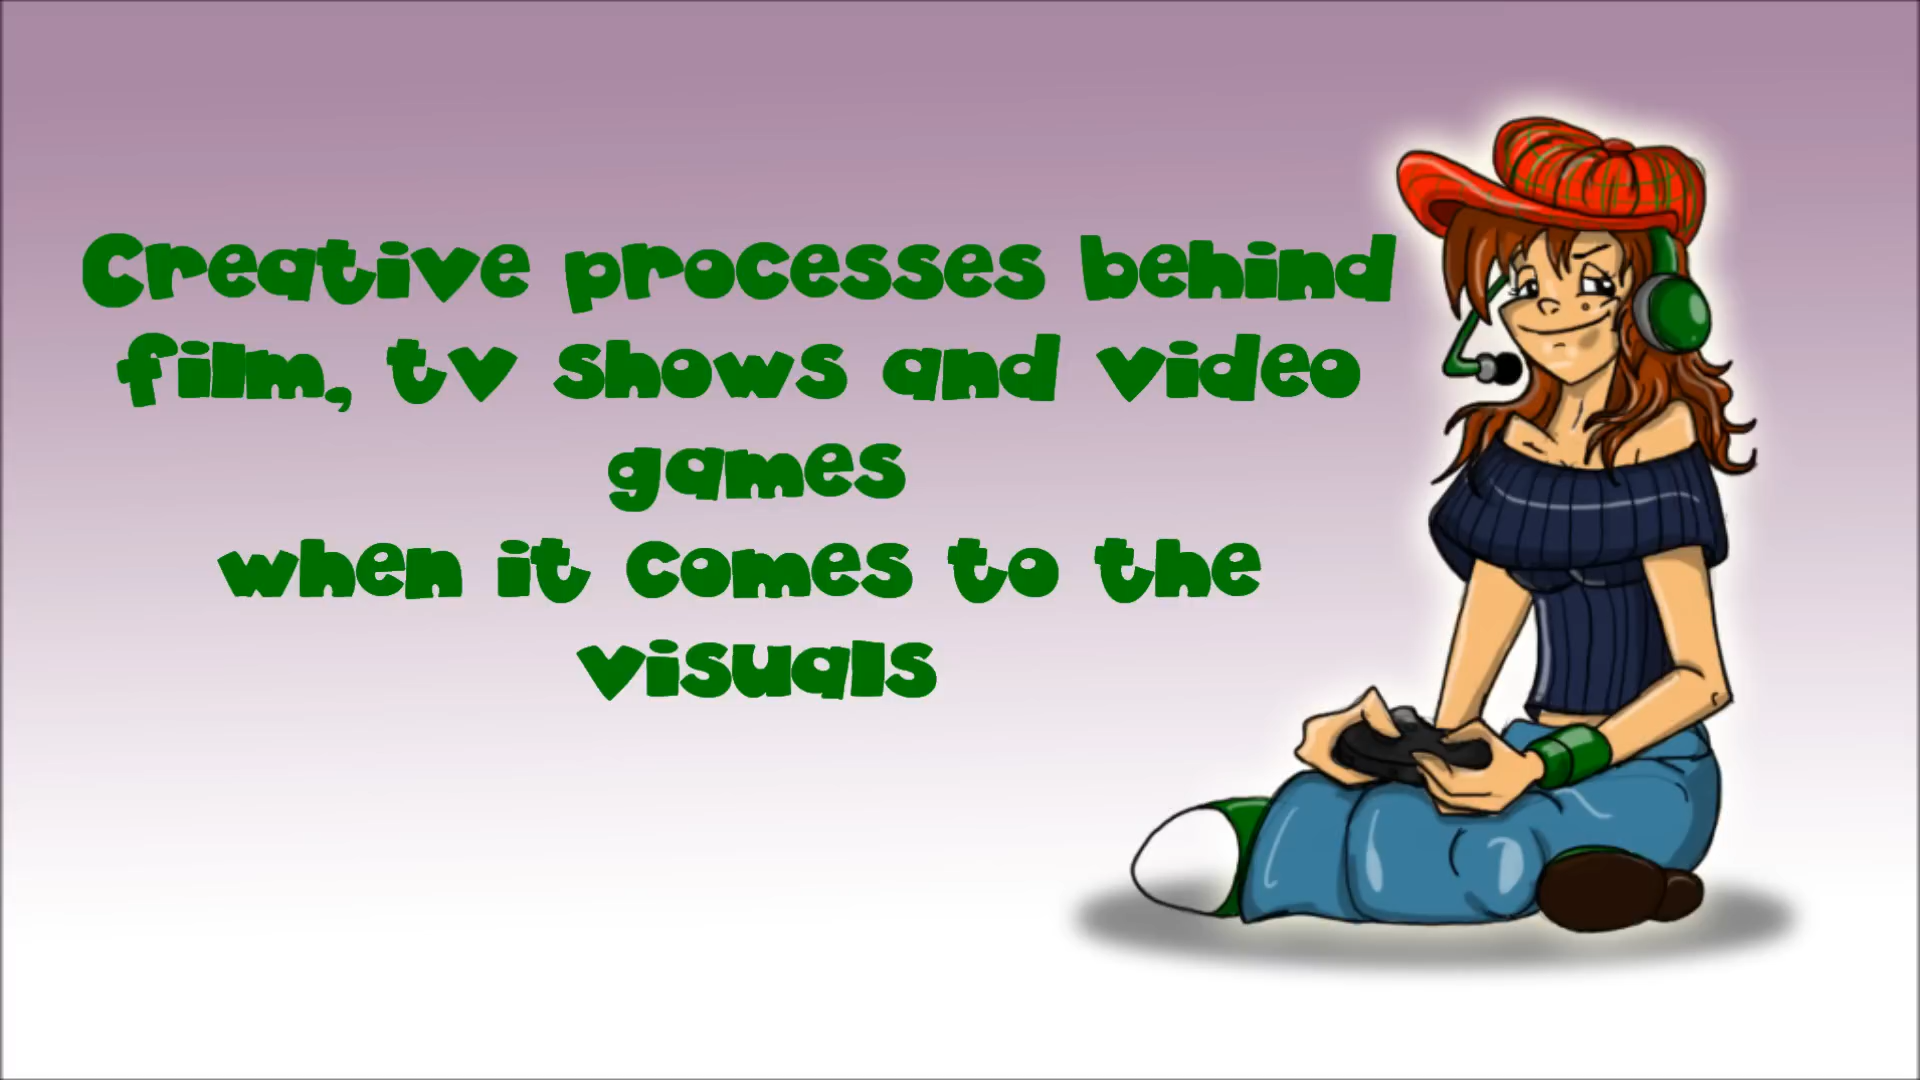 Creative processes behind
film, tv shows and video
games
when it comes to the
visuals